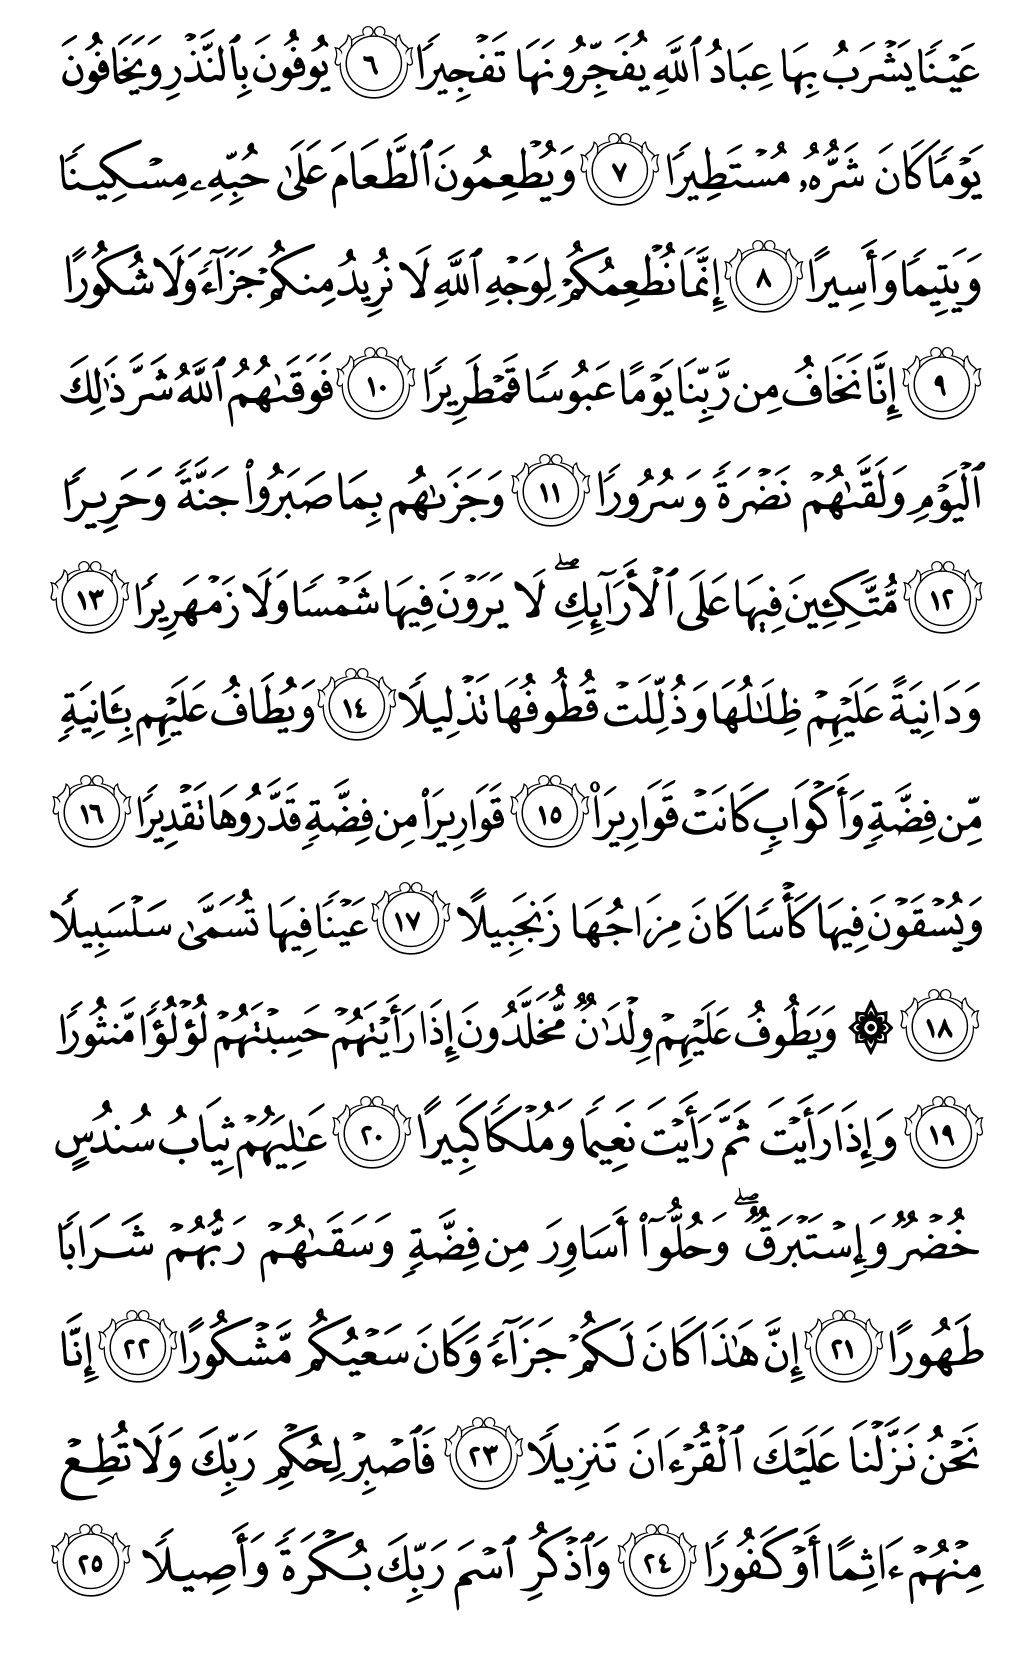 عَيۡنٗا يَشۡرَبُ بِهَا عِبَادُ ٱللَّهِ يُفَجِّرُونَهَا تَفۡجِيرٗا ٦ يُوفُونَ بِٱلنَّذۡرِ وَيَخَافُونَ
يَوۡمٗا كَانَ شَرُّهُۥ مُسۡتَطِيرٗا ٧ وَيُطۡعِمُونَ ٱلطَّعَامَ عَلَىٰ حُبِّهِۦ مِسۡكِينٗا
وَيَتِيمٗا وَأَسِيرًا ٨ إِنَّمَا نُطۡعِمُكُمۡ لِوَجۡهِ ٱللَّهِ لَا نُرِيدُ مِنكُمۡ جَزَآءٗ وَلَا شُكُورًا
٩ إِنَّا نَخَافُ مِن رَّبِّنَا يَوۡمًا عَبُوسٗا قَمۡطَرِيرٗا ١٠ فَوَقَىٰهُمُ ٱللَّهُ شَرَّ ذَٰلِكَ
ٱلۡيَوۡمِ وَلَقَّىٰهُمۡ نَضۡرَةٗ وَسُرُورٗا ١١ وَجَزَىٰهُم بِمَا صَبَرُواْ جَنَّةٗ وَحَرِيرٗا
١٢ مُّتَّكِـِٔينَ فِيهَا عَلَى ٱلۡأَرَآئِكِۖ لَا يَرَوۡنَ فِيهَا شَمۡسٗا وَلَا زَمۡهَرِيرٗا ١٣
وَدَانِيَةً عَلَيۡهِمۡ ظِلَٰلُهَا وَذُلِّلَتۡ قُطُوفُهَا تَذۡلِيلٗا ١٤ وَيُطَافُ عَلَيۡهِم بِـَٔانِيَةٖ
مِّن فِضَّةٖ وَأَكۡوَابٖ كَانَتۡ قَوَارِيرَا۠ ١٥ قَوَارِيرَاْ مِن فِضَّةٖ قَدَّرُوهَا تَقۡدِيرٗا ١٦
وَيُسۡقَوۡنَ فِيهَا كَأۡسٗا كَانَ مِزَاجُهَا زَنجَبِيلًا ١٧ عَيۡنٗا فِيهَا تُسَمَّىٰ سَلۡسَبِيلٗا
١٨ ۞ وَيَطُوفُ عَلَيۡهِمۡ وِلۡدَٰنٞ مُّخَلَّدُونَ إِذَا رَأَيۡتَهُمۡ حَسِبۡتَهُمۡ لُؤۡلُؤٗا مَّنثُورٗا
١٩ وَإِذَا رَأَيۡتَ ثَمَّ رَأَيۡتَ نَعِيمٗا وَمُلۡكٗا كَبِيرًا ٢٠ عَٰلِيَهُمۡ ثِيَابُ سُندُسٍ
خُضۡرٞ وَإِسۡتَبۡرَقٞۖ وَحُلُّوٓاْ أَسَاوِرَ مِن فِضَّةٖ وَسَقَىٰهُمۡ رَبُّهُمۡ شَرَابٗا
طَهُورًا ٢١ إِنَّ هَٰذَا كَانَ لَكُمۡ جَزَآءٗ وَكَانَ سَعۡيُكُم مَّشۡكُورًا ٢٢ إِنَّا
نَحۡنُ نَزَّلۡنَا عَلَيۡكَ ٱلۡقُرۡءَانَ تَنزِيلٗا ٢٣ فَٱصۡبِرۡ لِحُكۡمِ رَبِّكَ وَلَا تُطِعۡ
مِنۡهُمۡ ءَاثِمًا أَوۡ كَفُورٗا ٢٤ وَٱذۡكُرِ ٱسۡمَ رَبِّكَ بُكۡرَةٗ وَأَصِيلٗا ٢٥